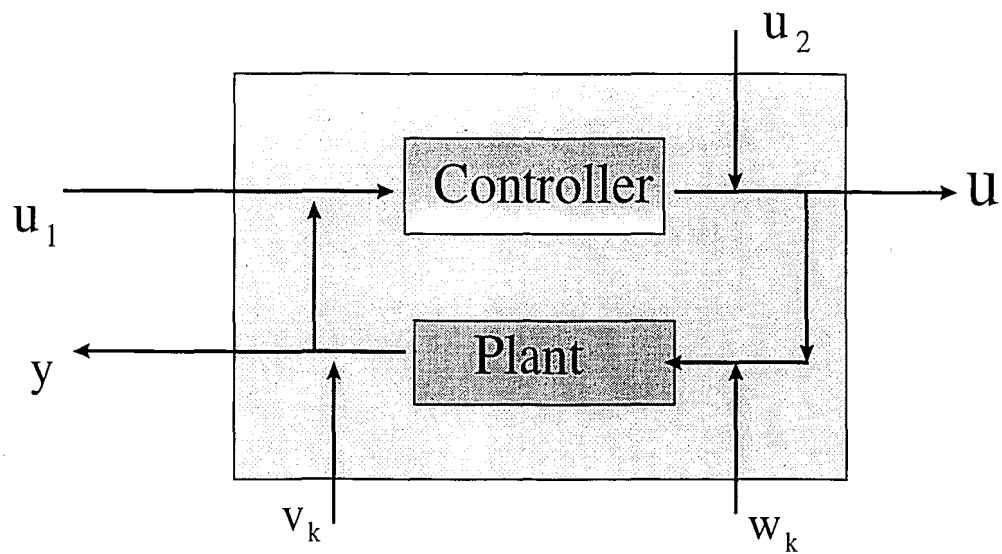 u₂
Controller
u
u₁
Plant
y
vₖ
wₖ